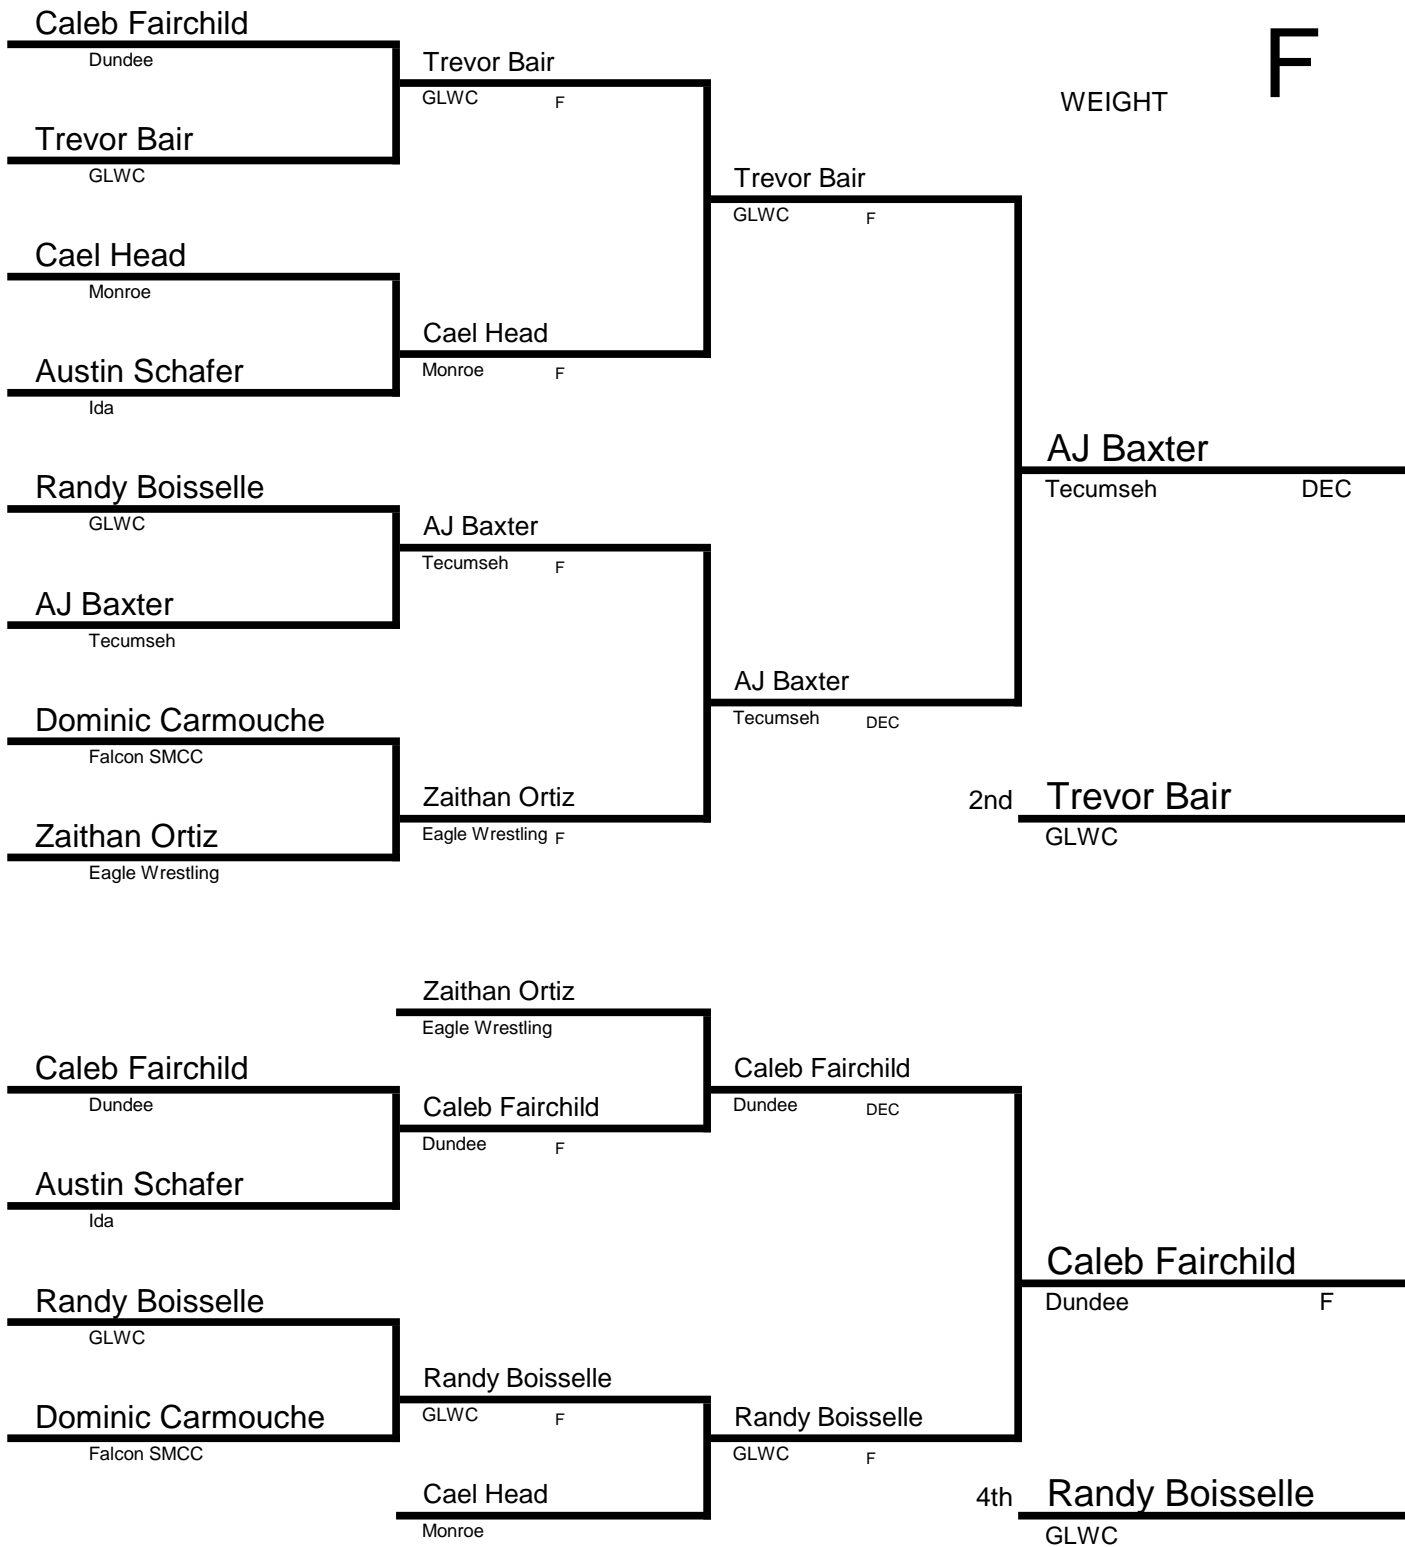 Caleb Fairchild
Dundee
Trevor Bair
GLWC F
WEIGHT F
Trevor Bair
GLWC
Trevor Bair
GLWC F
Cael Head
Monroe
Cael Head
Monroe F
Austin Schafer
Ida
AJ Baxter
Tecumseh DEC
Randy Boisselle
GLWC
AJ Baxter
Tecumseh F
AJ Baxter
Tecumseh
AJ Baxter
Tecumseh DEC
Dominic Carmouche
Falcon SMCC
Zaithan Ortiz
Eagle Wrestling F
2nd Trevor Bair
GLWC
Zaithan Ortiz
Eagle Wrestling
Zaithan Ortiz
Eagle Wrestling
Caleb Fairchild
Dundee
Caleb Fairchild
Dundee DEC
Caleb Fairchild
Dundee F
Austin Schafer
Ida
Caleb Fairchild
Dundee F
Randy Boisselle
GLWC
Randy Boisselle
GLWC F
Dominic Carmouche
Falcon SMCC
Randy Boisselle
GLWC F
Cael Head
Monroe
4th Randy Boisselle
GLWC